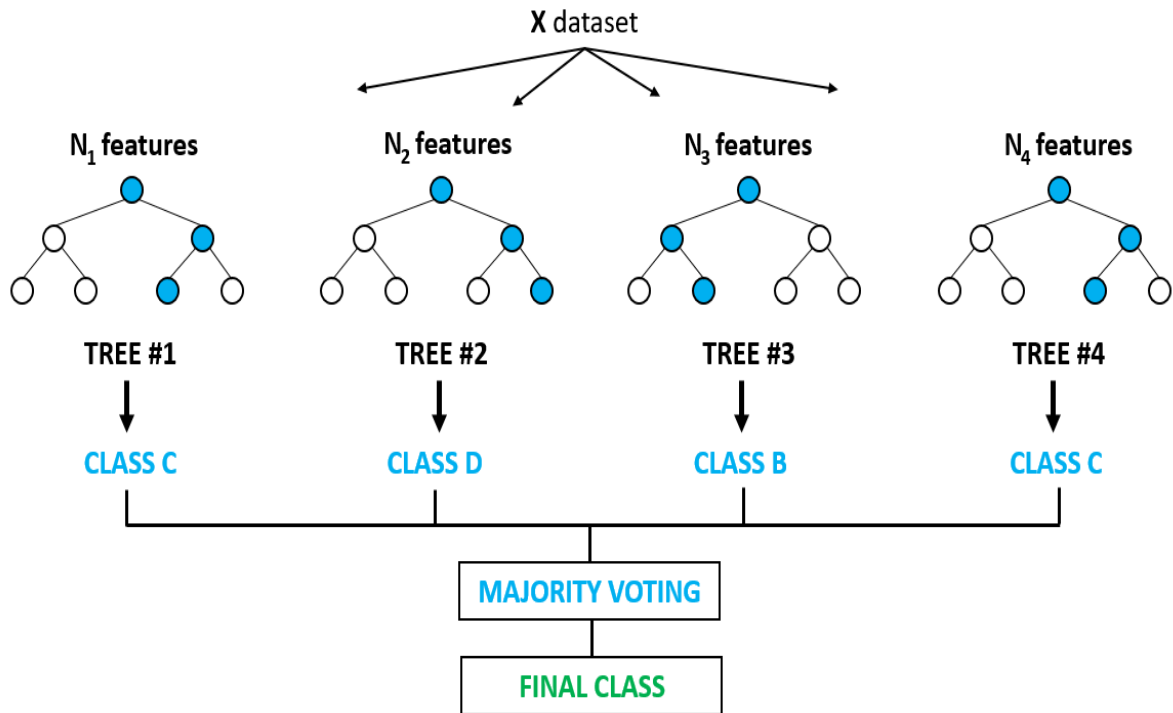 X dataset
N₁ features
N₂ features
N₃ features
N₄ features
TREE #1
TREE #2
TREE #3
TREE #4
CLASS C
CLASS D
CLASS B
CLASS C
MAJORITY VOTING
FINAL CLASS